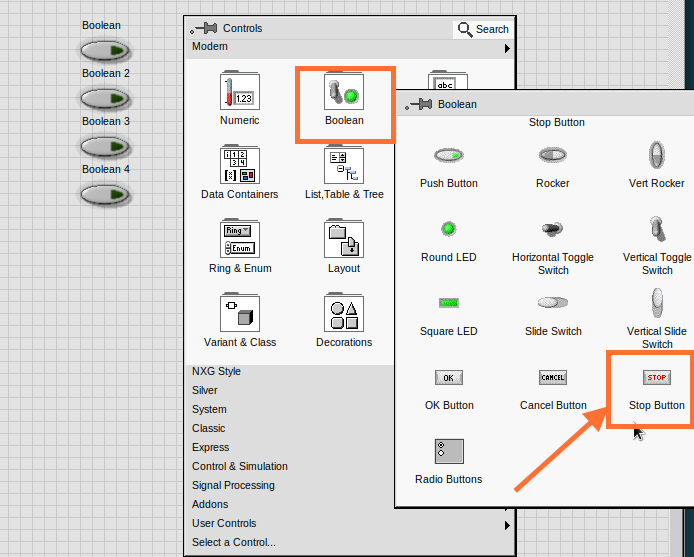 Boolean
Boolean 2
Boolean 3
Boolean 4
Controls
Search
Modern
1.23
abc
Numeric
Boolean
1 2
3 4
[x]
Data Containers
List,Table & Tree
Ring
Enum
Ring & Enum
Layout
Variant & Class
Decorations
NXG Style
Silver
System
Classic
Express
Control & Simulation
Signal Processing
Addons
User Controls
Select a Control...
Boolean
Stop Button
Push Button
Rocker
Vert Rocker
Round LED
Horizontal Toggle
Switch
Vertical Toggle
Switch
Square LED
Slide Switch
Vertical Slide
Switch
OK
CANCEL
STOP
OK Button
Cancel Button
Stop Button
Radio Buttons